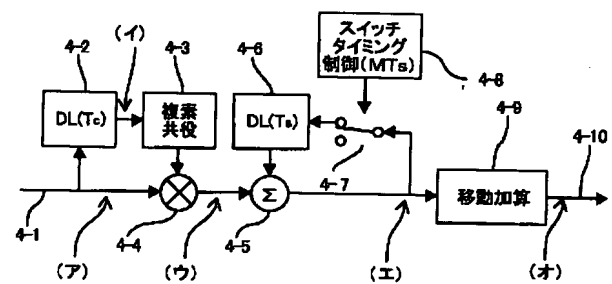 (イ)
スイッチ
タイミング
制御(MTs)
4-2
4-3
4-6
4-8
4-9
4-10
DL(Tc)
複素
共役
DL(Ts)
移動加算
4-7
Σ
4-1
4-4
4-5
(ア)
(ウ)
(エ)
(オ)